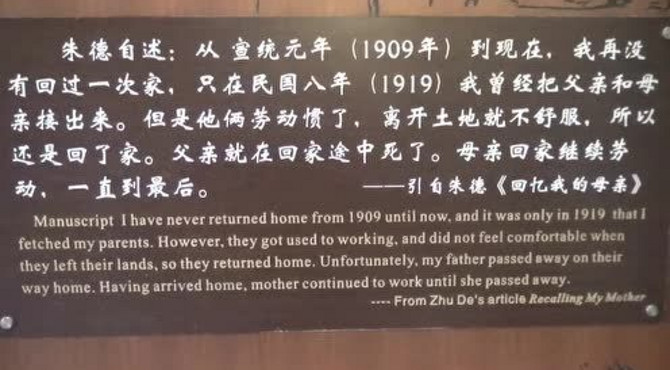 朱德自述：从宣统元年（1909年）到现在，我再没
有回过一次家，只在民国八年（1919）我曾经把父亲和母
亲接出来。但是他俩劳动惯了，离开土地就不舒服，所以
还是回了家。父亲就在回家途中死了。母亲回家继续劳
动，一直到最后。
——引自朱德《回忆我的母亲》
Manuscript I have never returned home from 1909 until now, and it was only in 1919 that I
fetched my parents. However, they got used to working, and did not feel comfortable when
they left their lands, so they returned home. Unfortunately, my father passed away on their
way home. Having arrived home, mother continued to work until she passed away.
---- From Zhu De's article Recalling My Mother